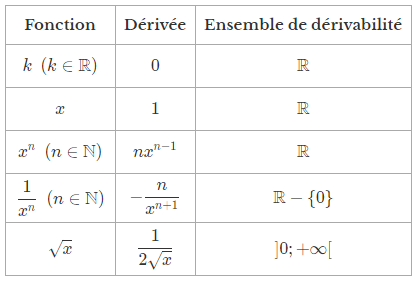 Fonction Dérivée Ensemble de dérivabilité
k (k ∈ ℝ) 0 ℝ
x 1 ℝ
xⁿ (n ∈ ℕ) nxⁿ⁻¹ ℝ
1/xⁿ (n ∈ ℕ) −n/xⁿ⁺¹ ℝ − {0}
√x 1/(2√x) ]0; +∞[